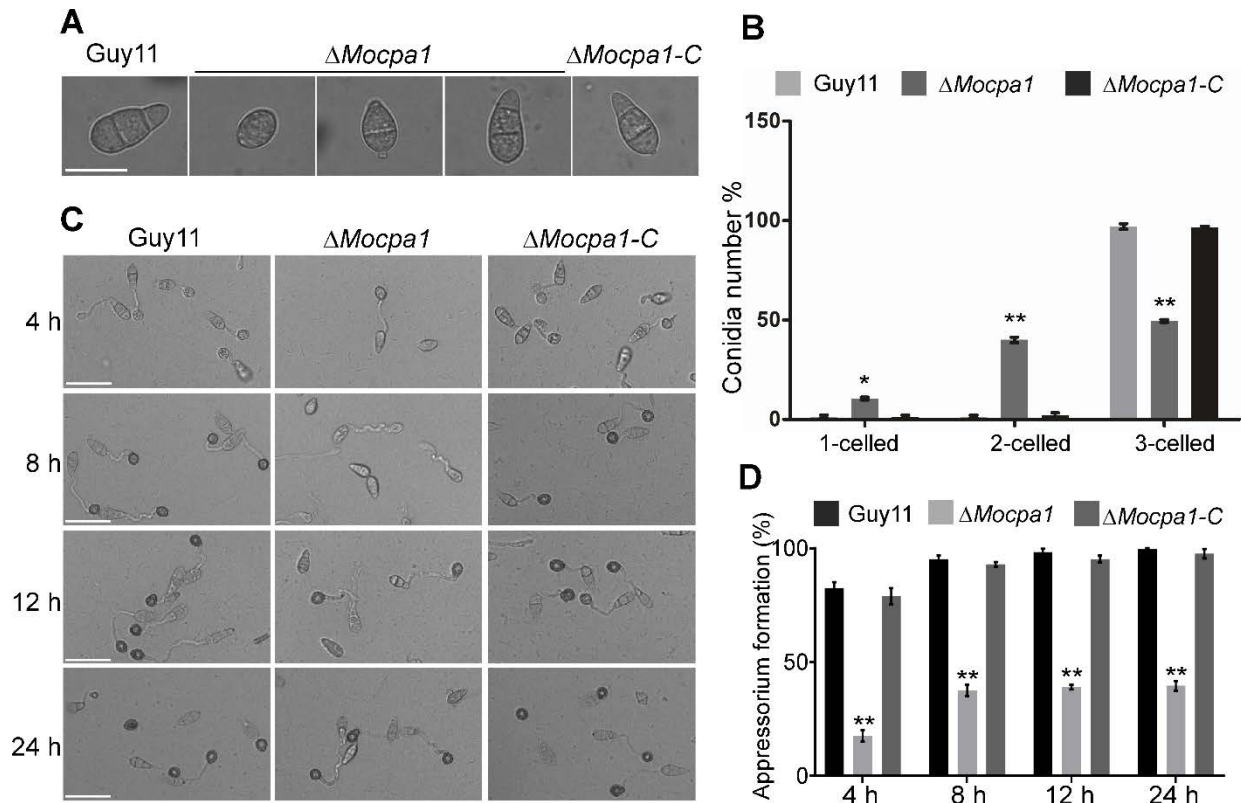 A
Guy11 ΔMocpa1 ΔMocpa1-C
B
Guy11 ΔMocpa1 ΔMocpa1-C
Conidia number %
150
100
50
0
*
**
**
1-celled 2-celled 3-celled
C
Guy11 ΔMocpa1 ΔMocpa1-C
4 h
8 h
12 h
24 h
D
Guy11 ΔMocpa1 ΔMocpa1-C
Appressorium formation (%)
100
50
0
**
**
**
**
4 h 8 h 12 h 24 h